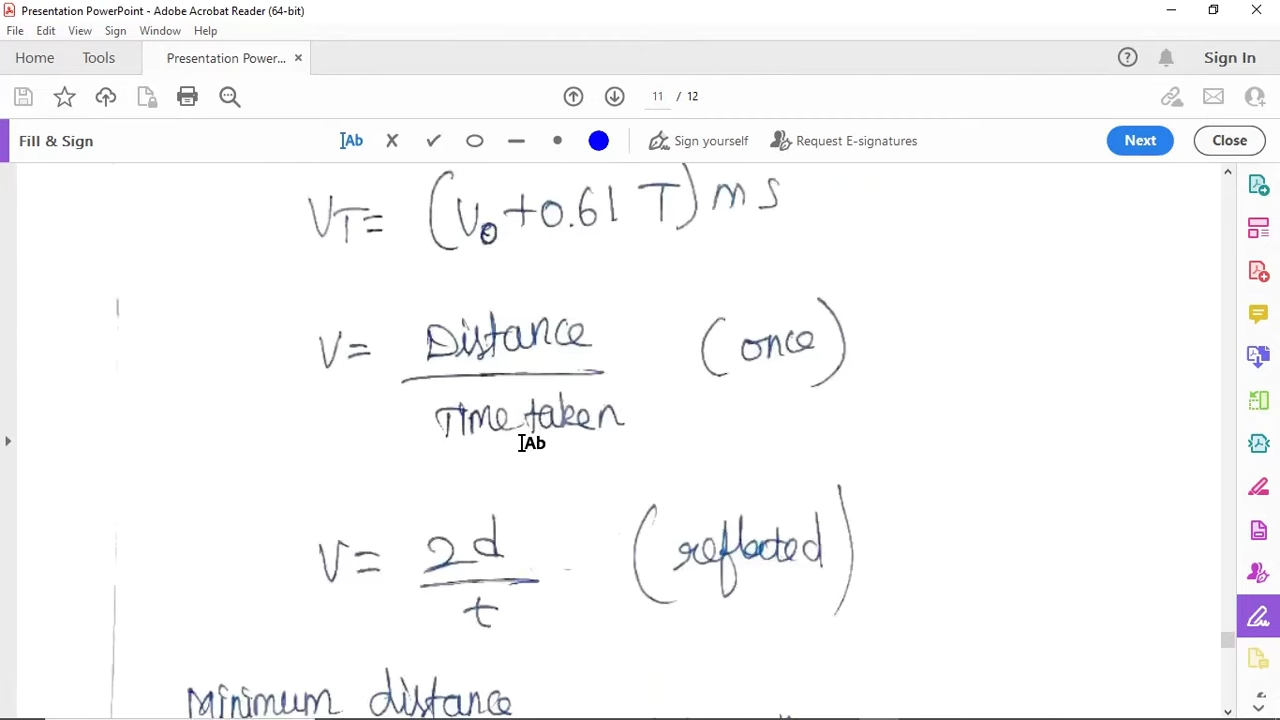 Presentation PowerPoint - Adobe Acrobat Reader (64-bit)
File Edit View Sign Window Help
Home Tools Presentation Power... × Sign In
11 / 12
Fill & Sign Ab Sign yourself Request E-signatures Next Close
VT= (V0+0.61 T) m s
V= Distance (once)
Time taken
Ab
V= 2d (reflected)
t
Minimum distance